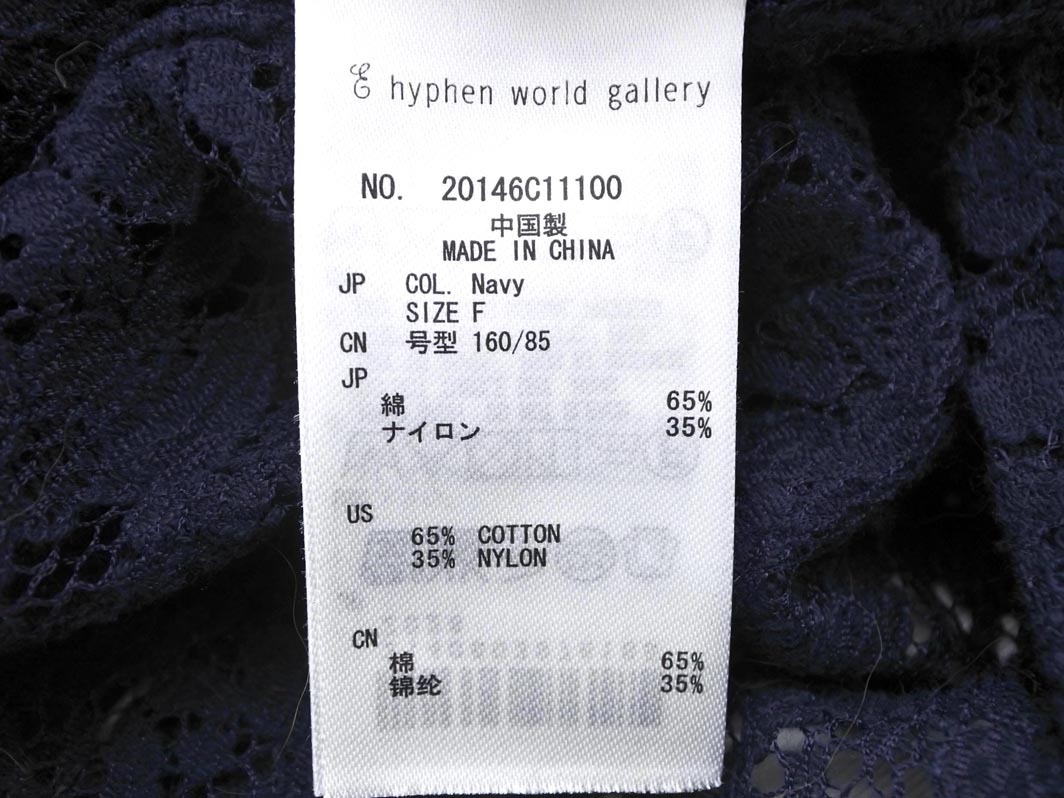 E hyphen world gallery
NO. 20146C11100
中国製
MADE IN CHINA
JP COL. Navy
SIZE F
CN 号型 160/85
JP
綿 65%
ナイロン 35%
US
65% COTTON
35% NYLON
CN
棉 65%
锦纶 35%